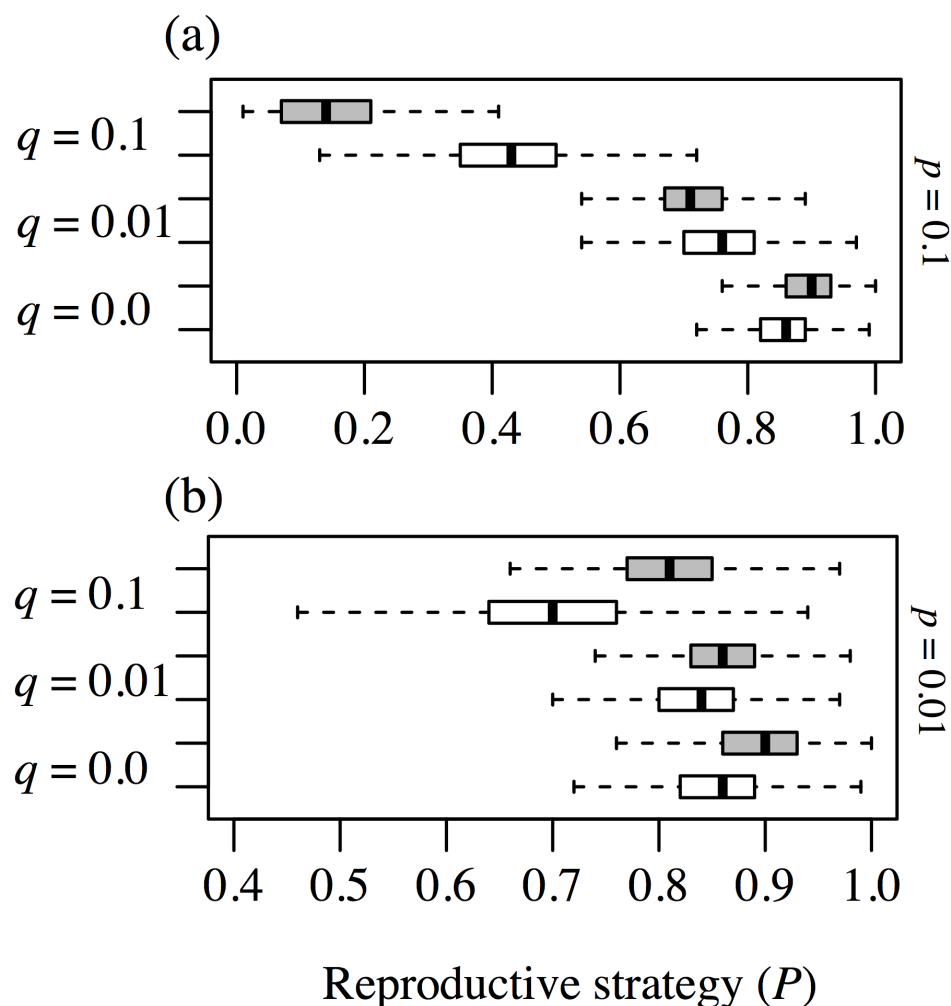 (a)
q = 0.1
q = 0.01
q = 0.0
p = 0.1
0.0 0.2 0.4 0.6 0.8 1.0
(b)
q = 0.1
q = 0.01
q = 0.0
p = 0.01
0.4 0.5 0.6 0.7 0.8 0.9 1.0
Reproductive strategy (P)